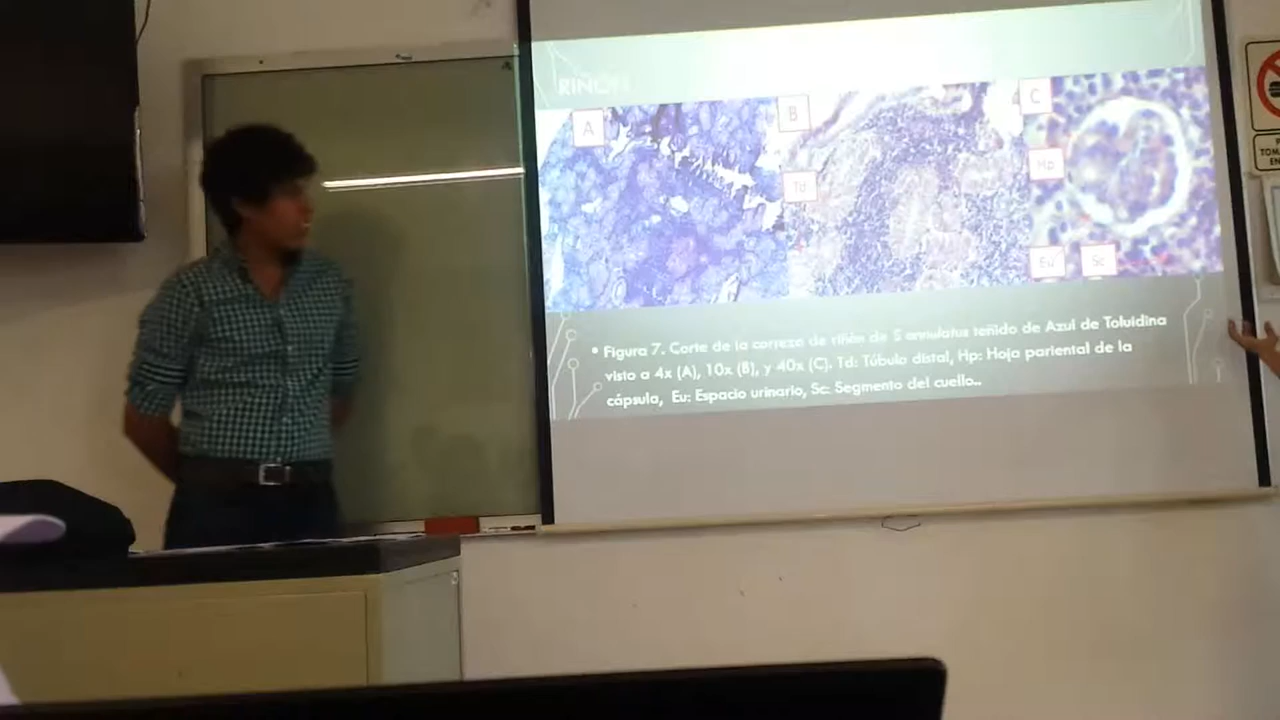 RIÑÓN
A
B
C
Hp
Td
Eu
Sc
• Figura 7. Corte de la corteza de riñón de S annulatus teñido de Azul de Toluidina
visto a 4x (A), 10x (B), y 40x (C). Td: Túbulo distal, Hp: Hoja pariental de la
cápsula, Eu: Espacio urinario, Sc: Segmento del cuello..